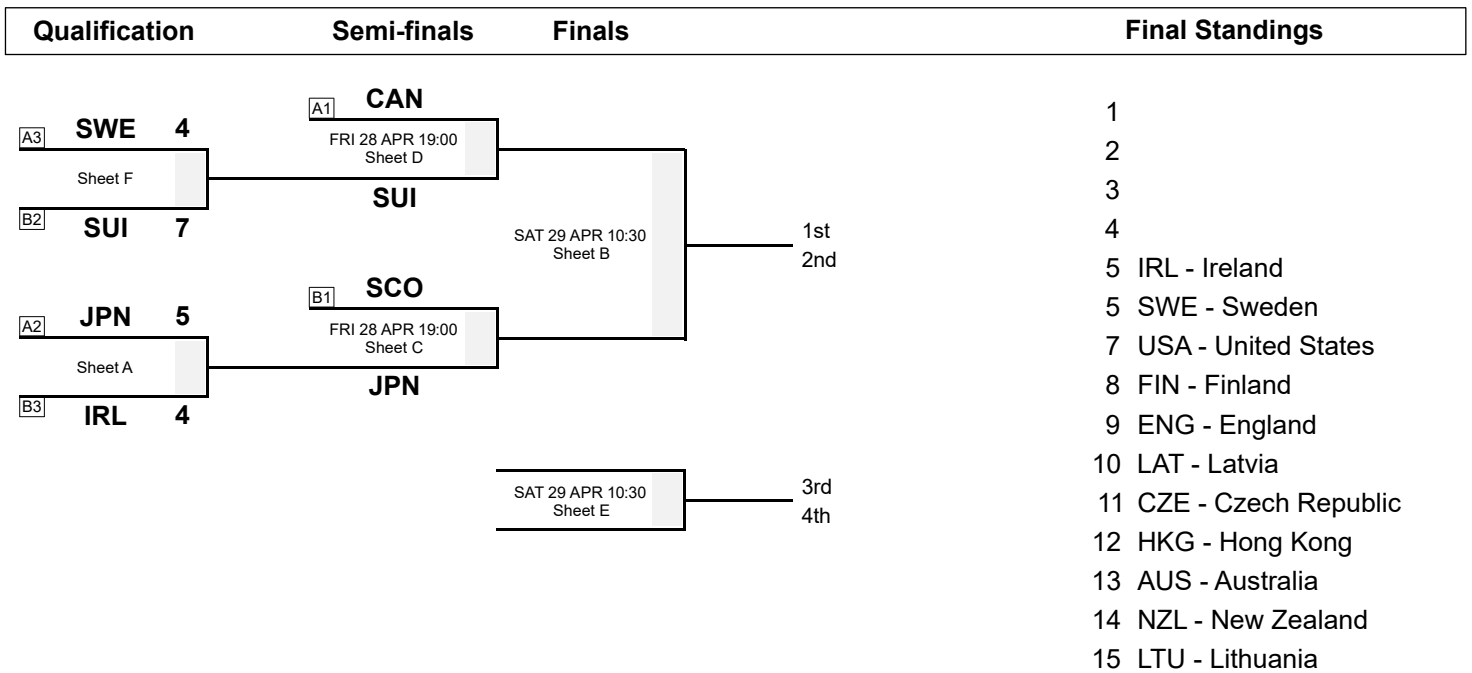 Qualification Semi-finals Finals Final Standings
A1 CAN
A3 SWE 4
FRI 28 APR 19:00
Sheet D
Sheet F
SUI
B2 SUI 7
SAT 29 APR 10:30
Sheet B
1st
2nd
B1 SCO
A2 JPN 5
FRI 28 APR 19:00
Sheet C
Sheet A
JPN
B3 IRL 4
SAT 29 APR 10:30
Sheet E
3rd
4th
1
2
3
4
5 IRL - Ireland
5 SWE - Sweden
7 USA - United States
8 FIN - Finland
9 ENG - England
10 LAT - Latvia
11 CZE - Czech Republic
12 HKG - Hong Kong
13 AUS - Australia
14 NZL - New Zealand
15 LTU - Lithuania